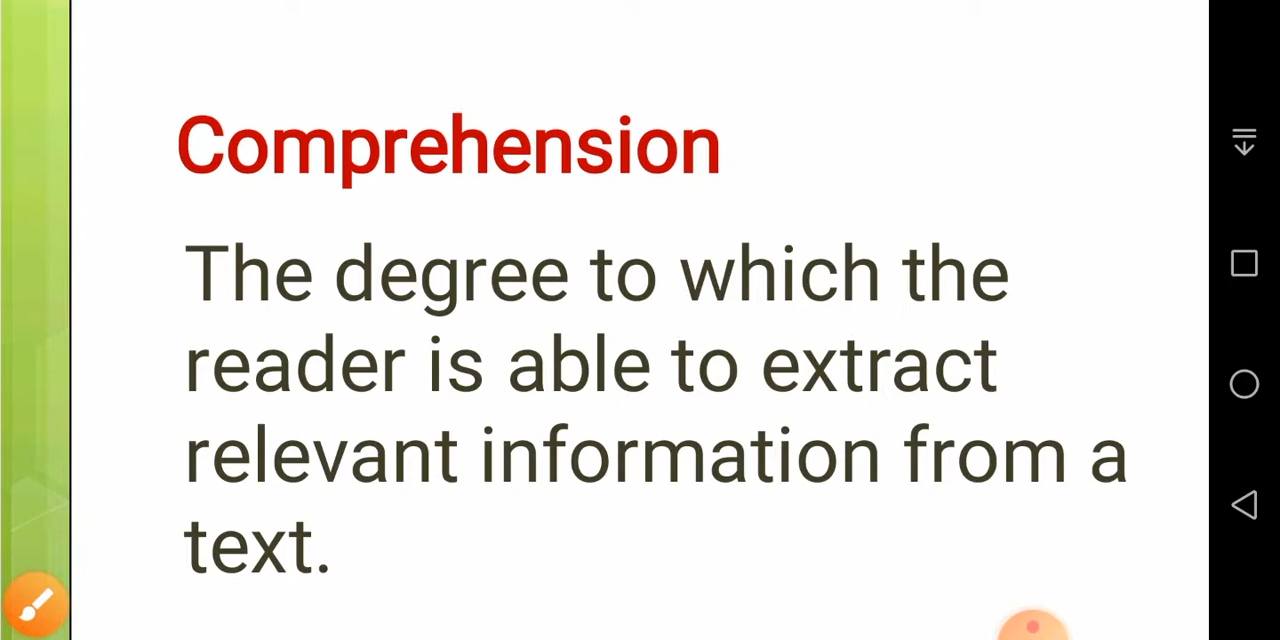 Comprehension
The degree to which the
reader is able to extract
relevant information from a
text.